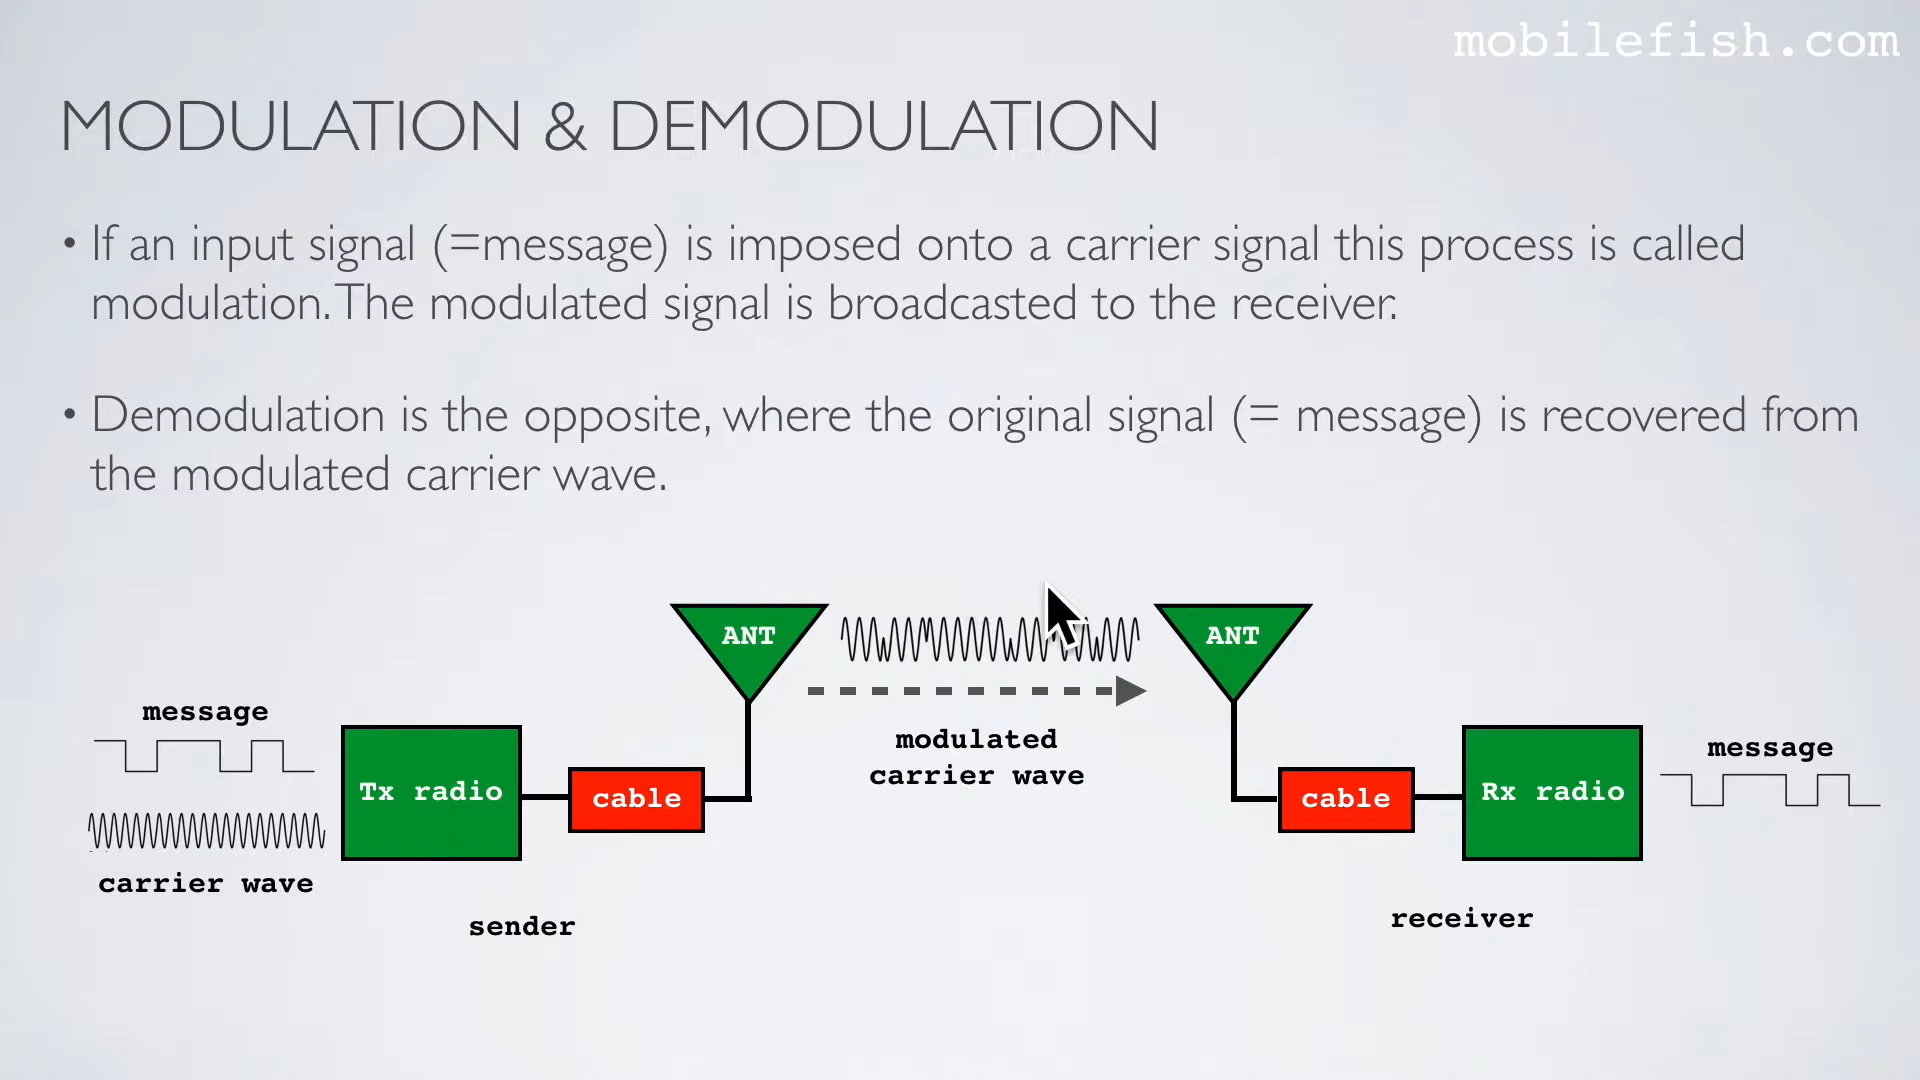 mobilefish.com
MODULATION & DEMODULATION
• If an input signal (=message) is imposed onto a carrier signal this process is called
modulation. The modulated signal is broadcasted to the receiver.
• Demodulation is the opposite, where the original signal (= message) is recovered from
the modulated carrier wave.
ANT
ANT
message
modulated
carrier wave
message
Tx radio
cable
cable
Rx radio
carrier wave
sender
receiver